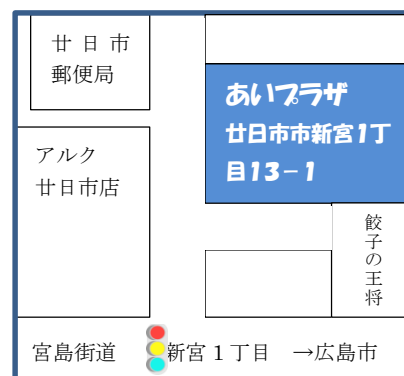 廿日市
郵便局
あいプラザ
廿日市市新宮1丁
目13-1
アルク
廿日市店
餃子の王将
宮島街道 新宮1丁目 →広島市